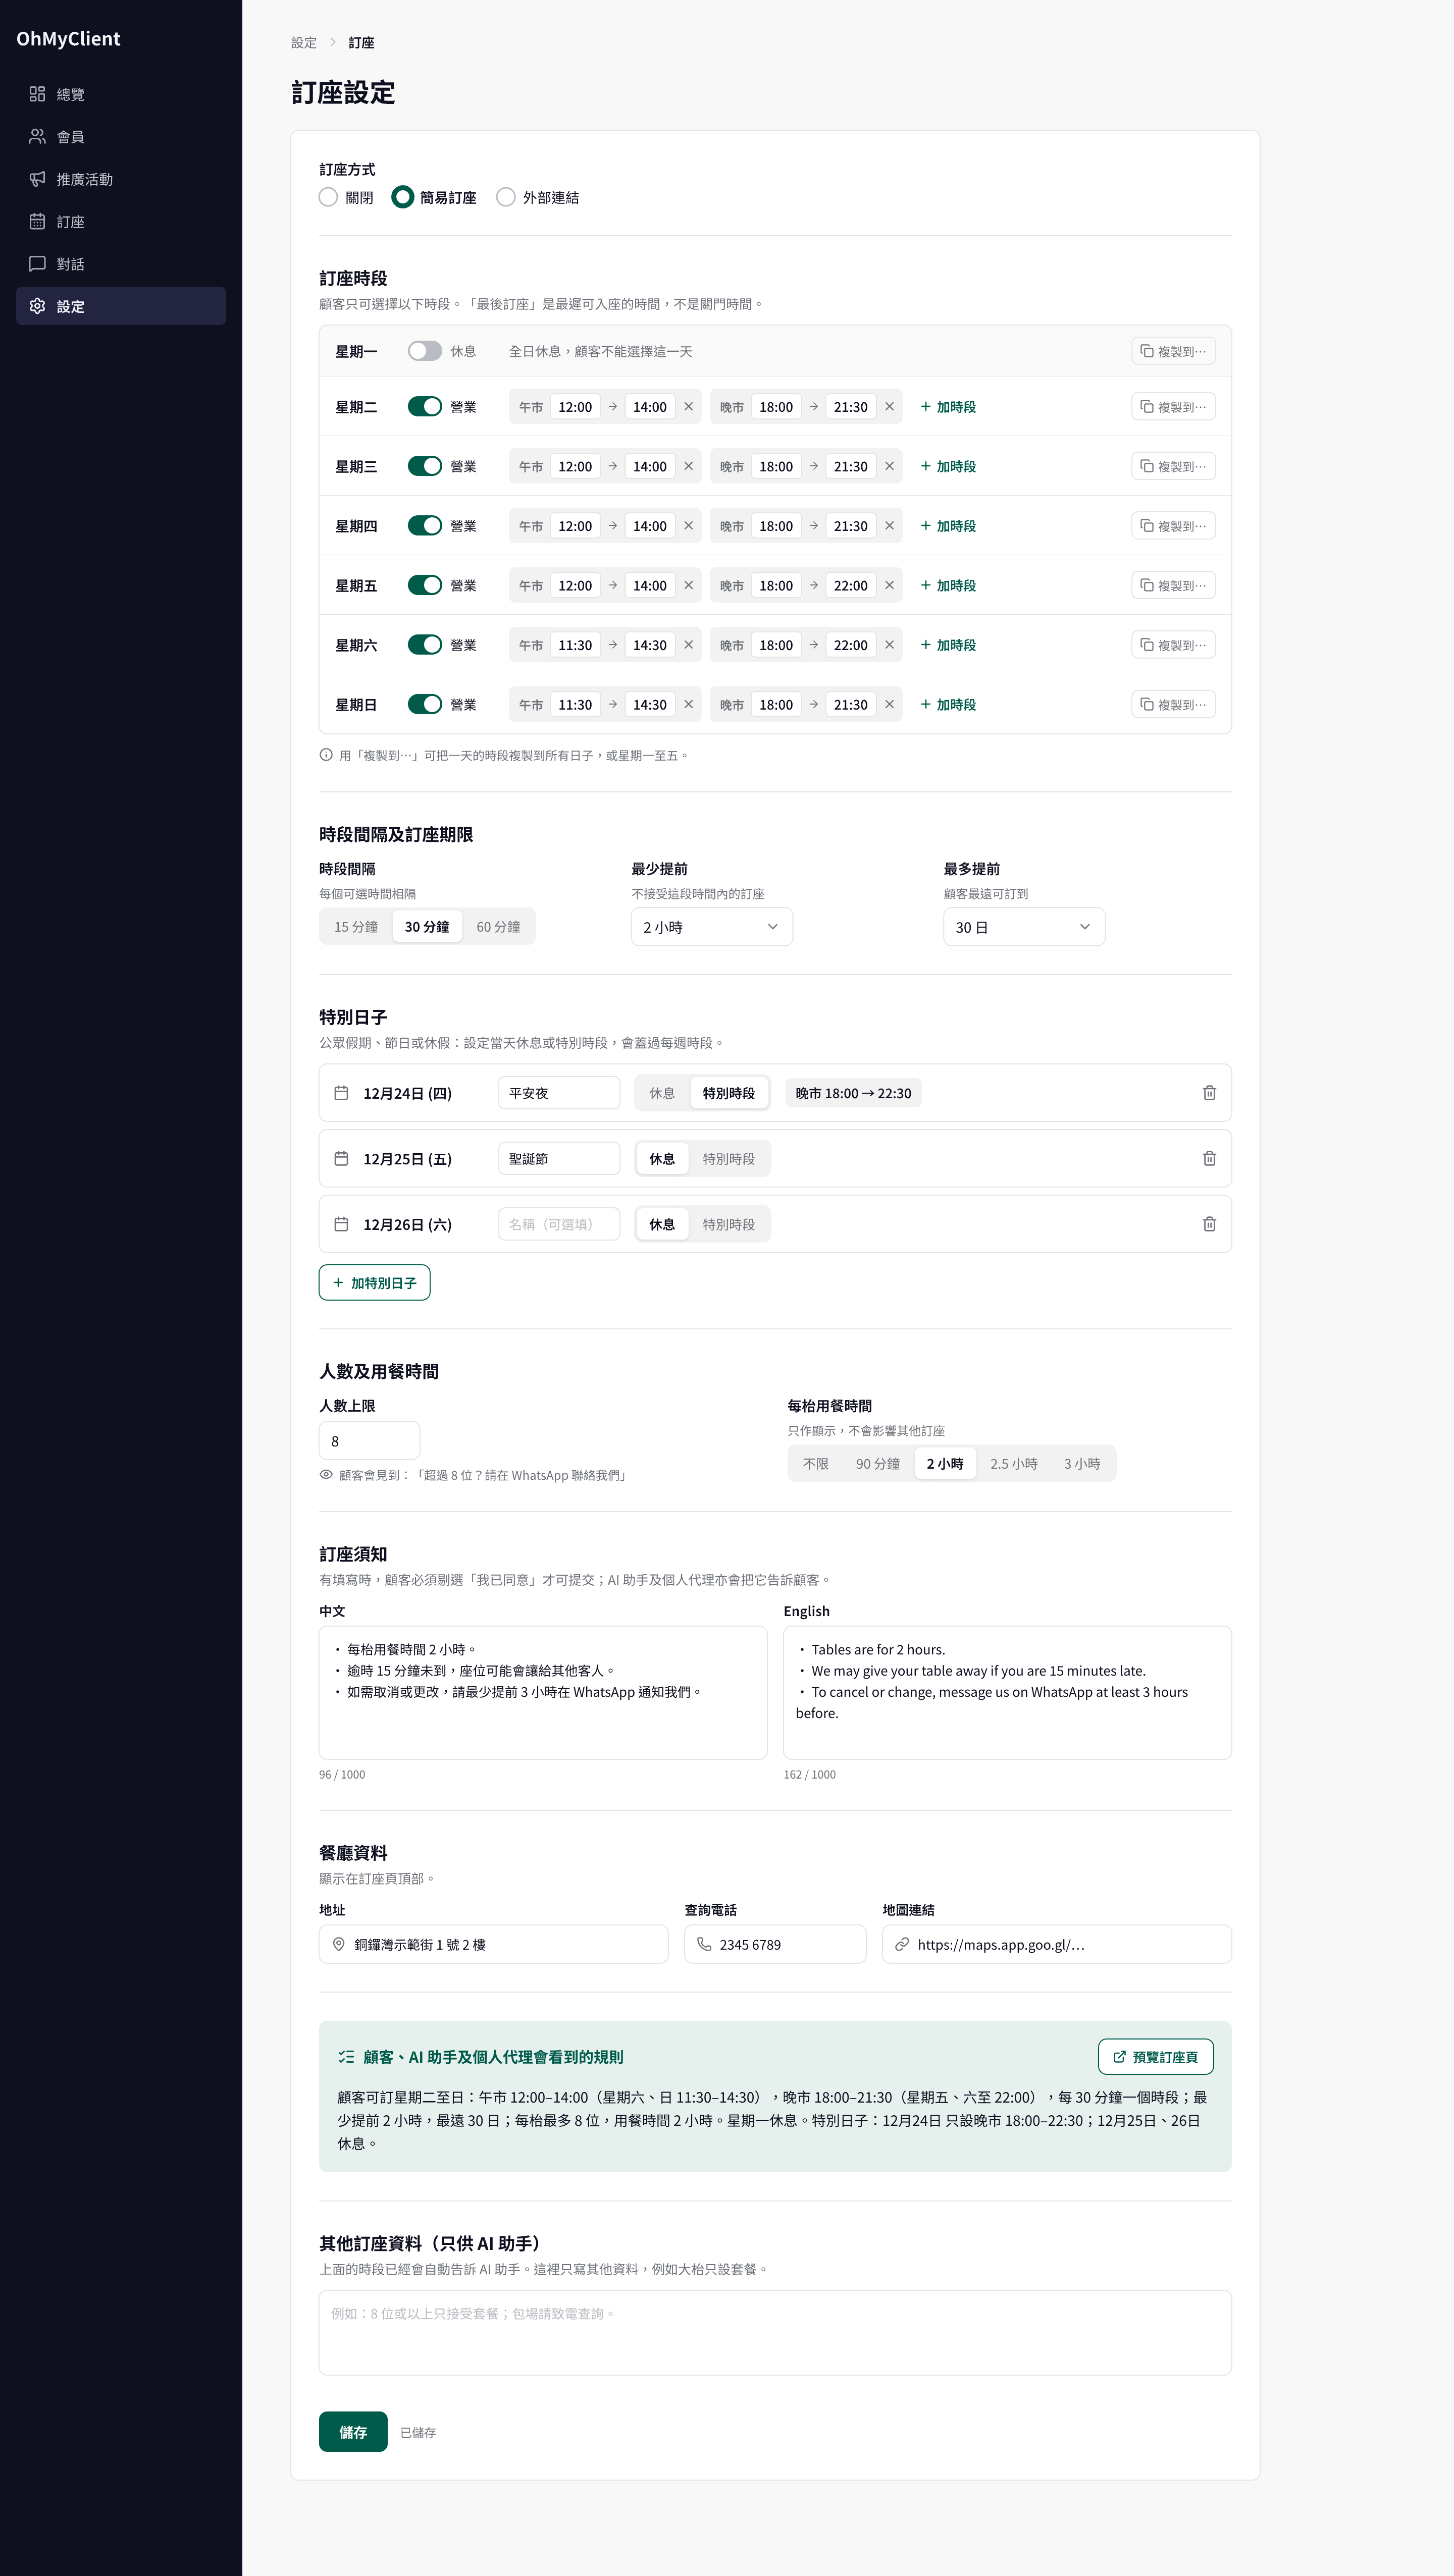 OhMyClient
總覽
會員
推廣活動
訂座
對話
設定
設定 > 訂座
訂座設定
訂座方式
關閉 簡易訂座 外部連結
訂座時段
顧客只可選擇以下時段。「最後訂座」是最遲可入座的時間，不是關門時間。
星期一 休息 全日休息，顧客不能選擇這一天 複製到…
星期二 營業 午市 12:00 → 14:00 × 晚市 18:00 → 21:30 × + 加時段 複製到…
星期三 營業 午市 12:00 → 14:00 × 晚市 18:00 → 21:30 × + 加時段 複製到…
星期四 營業 午市 12:00 → 14:00 × 晚市 18:00 → 21:30 × + 加時段 複製到…
星期五 營業 午市 12:00 → 14:00 × 晚市 18:00 → 22:00 × + 加時段 複製到…
星期六 營業 午市 11:30 → 14:30 × 晚市 18:00 → 22:00 × + 加時段 複製到…
星期日 營業 午市 11:30 → 14:30 × 晚市 18:00 → 21:30 × + 加時段 複製到…
用「複製到…」可把一天的時段複製到所有日子，或星期一至五。
時段間隔及訂座期限
時段間隔 最少提前 最多提前
每個可選時間相隔 不接受這段時間內的訂座 顧客最遠可訂到
15 分鐘 30 分鐘 60 分鐘 2 小時 30 日
特別日子
公眾假期、節日或休假：設定當天休息或特別時段，會蓋過每週時段。
12月24日 (四) 平安夜 休息 特別時段 晚市 18:00 → 22:30
12月25日 (五) 聖誕節 休息 特別時段
12月26日 (六) 名稱（可選填） 休息 特別時段
+ 加特別日子
人數及用餐時間
人數上限 每枱用餐時間
只作顯示，不會影響其他訂座
8 不限 90 分鐘 2 小時 2.5 小時 3 小時
顧客會見到：「超過 8 位？請在 WhatsApp 聯絡我們」
訂座須知
有填寫時，顧客必須剔選「我已同意」才可提交；AI 助手及個人代理亦會把它告訴顧客。
中文
・每枱用餐時間 2 小時。
・逾時 15 分鐘未到，座位可能會讓給其他客人。
・如需取消或更改，請最少提前 3 小時在 WhatsApp 通知我們。
96 / 1000
English
・Tables are for 2 hours.
・We may give your table away if you are 15 minutes late.
・To cancel or change, message us on WhatsApp at least 3 hours
before.
162 / 1000
餐廳資料
顯示在訂座頁頂部。
地址 查詢電話 地圖連結
銅鑼灣示範街 1 號 2 樓 2345 6789 https://maps.app.goo.gl/…
顧客、AI 助手及個人代理會看到的規則 預覽訂座頁
顧客可訂星期二至日：午市 12:00–14:00（星期六、日 11:30–14:30），晚市 18:00–21:30（星期五、六至 22:00），每 30 分鐘一個時段；最
少提前 2 小時，最遠 30 日；每枱最多 8 位，用餐時間 2 小時。星期一休息。特別日子：12月24日 只設晚市 18:00–22:30；12月25日、26日
休息。
其他訂座資料（只供 AI 助手）
上面的時段已經會自動告訴 AI 助手。這裡只寫其他資料，例如大枱只設套餐。
例如：8 位或以上只接受套餐；包場請致電查詢。
儲存 已儲存